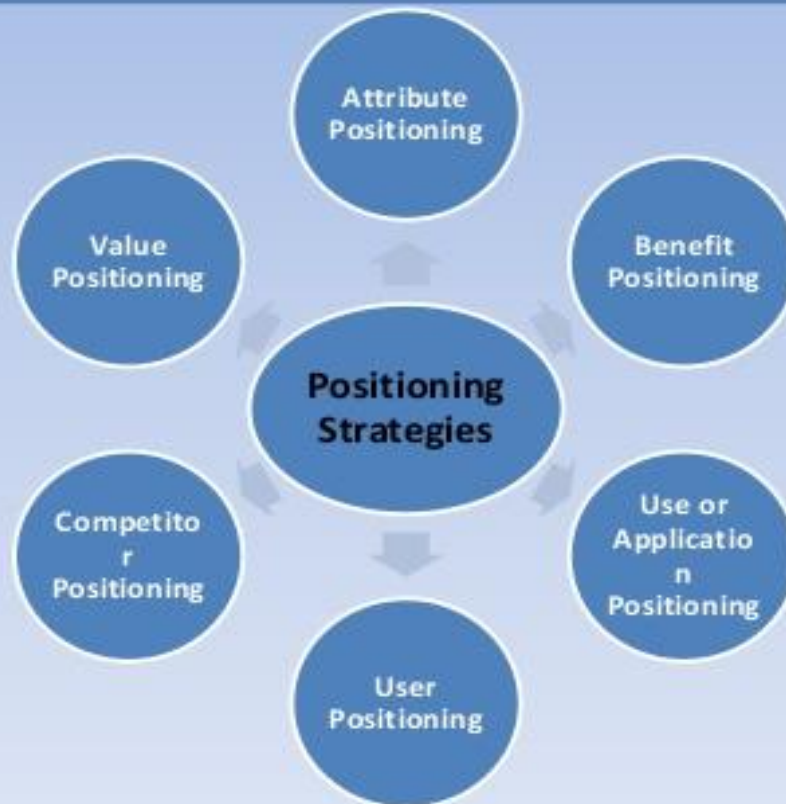 Attribute
Positioning
Value
Positioning
Benefit
Positioning
Positioning
Strategies
Competito
r
Positioning
Use or
Applicatio
n
Positioning
User
Positioning